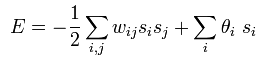 E = -\frac{1}{2} \sum_{i,j} w_{ij} s_i s_j + \sum_i \theta_i \ s_i